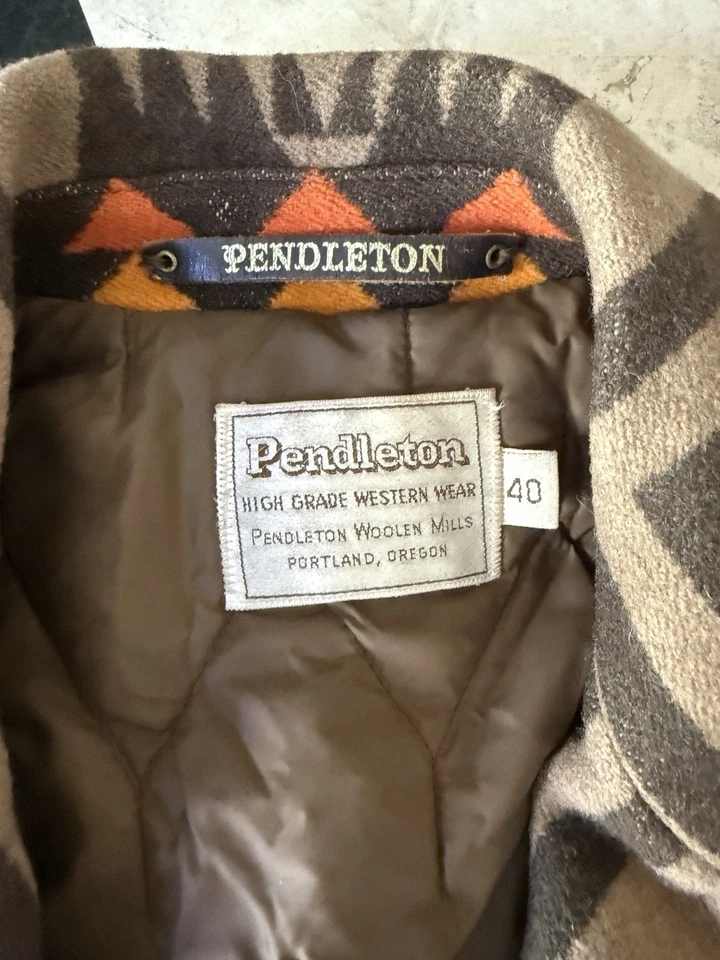 PENDLETON
Pendleton
HIGH GRADE WESTERN WEAR
PENDLETON WOOLEN MILLS
PORTLAND, OREGON
40